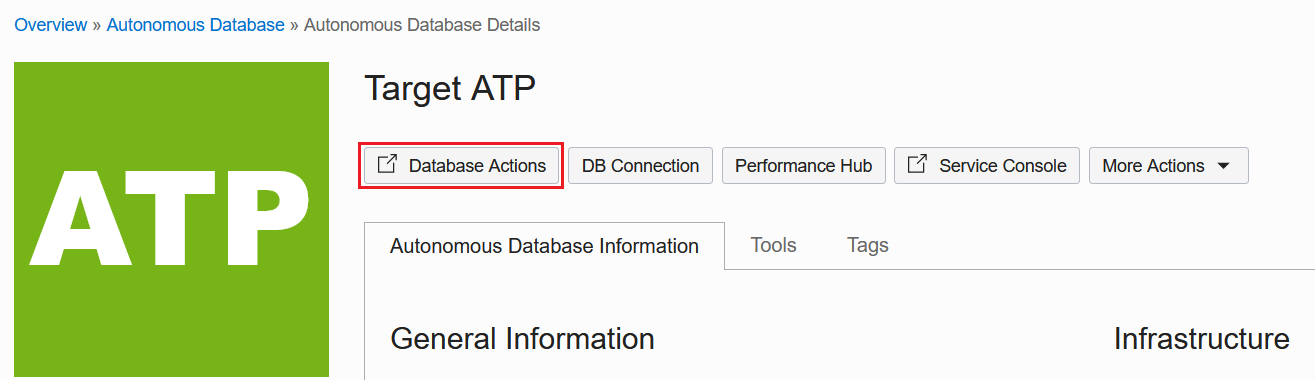 Overview » Autonomous Database » Autonomous Database Details
ATP
Target ATP
Database Actions DB Connection Performance Hub Service Console More Actions
Autonomous Database Information Tools Tags
General Information Infrastructure